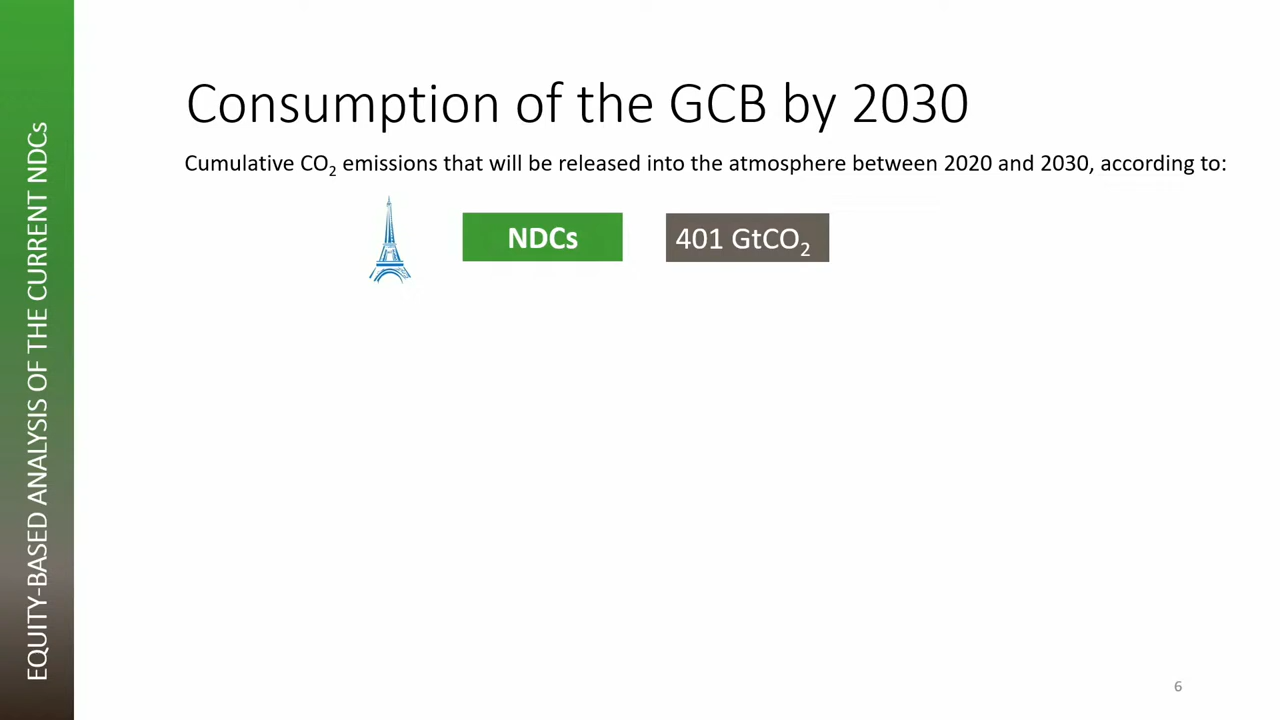 EQUITY-BASED ANALYSIS OF THE CURRENT NDCs
Consumption of the GCB by 2030
Cumulative CO₂ emissions that will be released into the atmosphere between 2020 and 2030, according to:
NDCs
401 GtCO₂
6